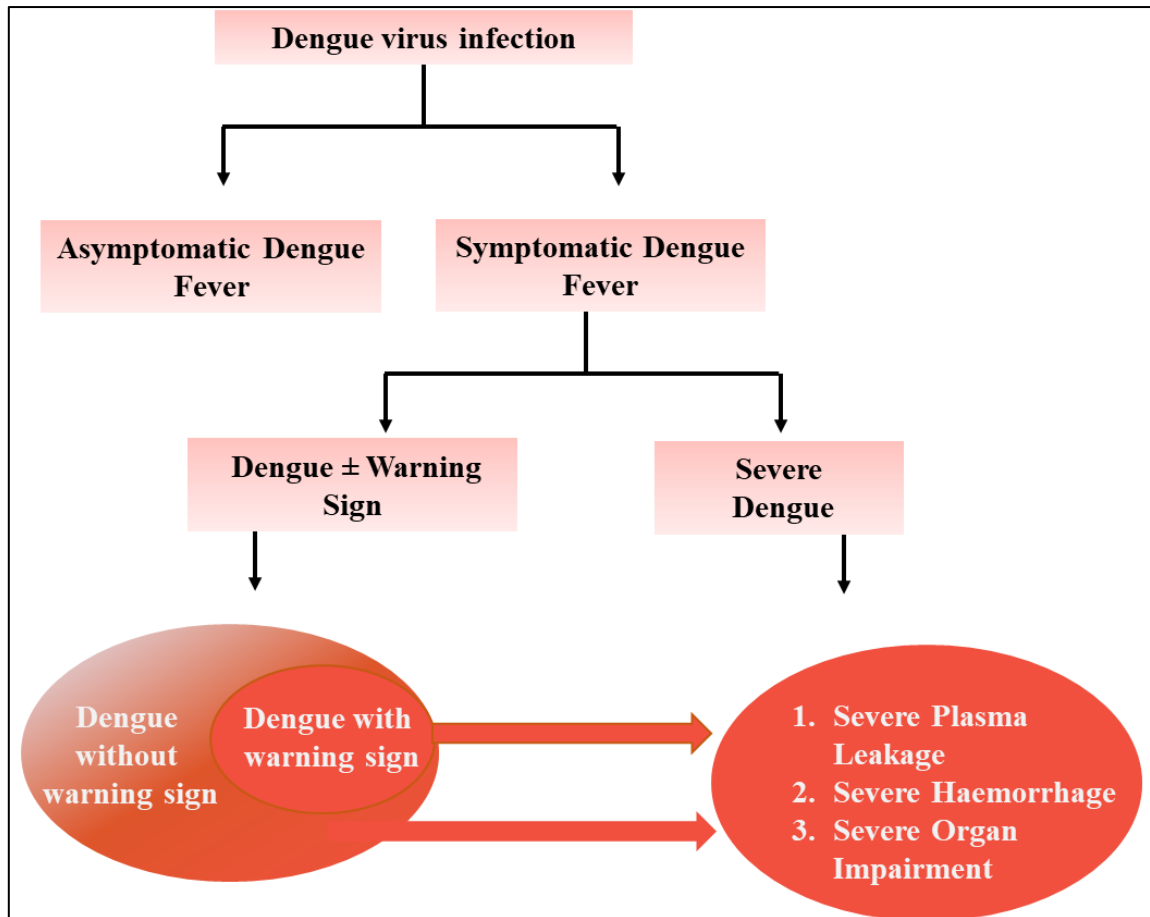 Dengue virus infection
Asymptomatic Dengue
Fever
Symptomatic Dengue
Fever
Dengue ± Warning
Sign
Severe
Dengue
Dengue
without
warning sign
Dengue with
warning sign
1. Severe Plasma
Leakage
2. Severe Haemorrhage
3. Severe Organ
Impairment